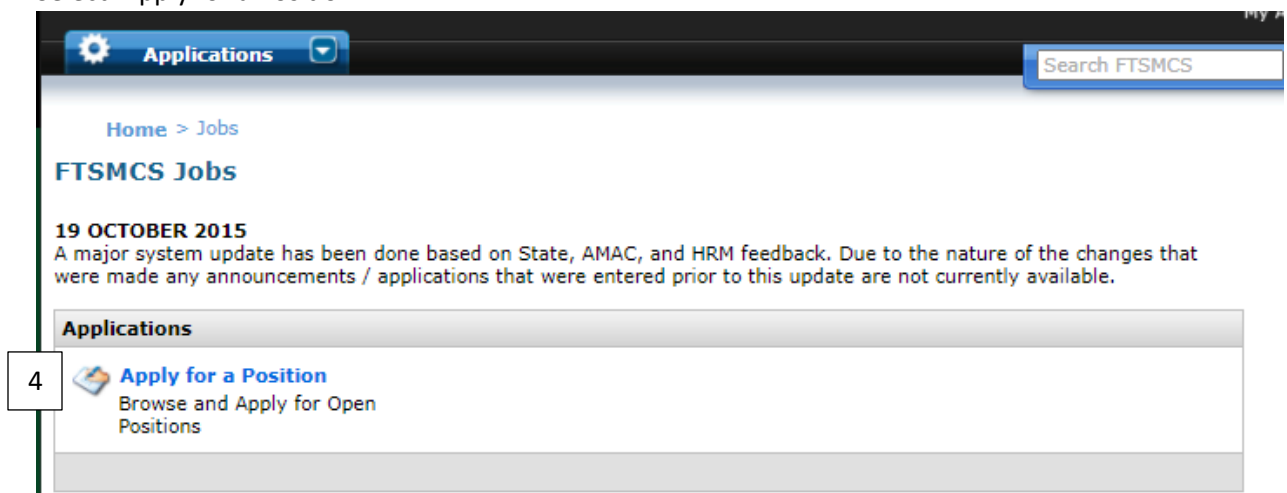 My A
Applications
Search FTSMCS
Home > Jobs
FTSMCS Jobs
19 OCTOBER 2015
A major system update has been done based on State, AMAC, and HRM feedback. Due to the nature of the changes that
were made any announcements / applications that were entered prior to this update are not currently available.
Applications
4
Apply for a Position
Browse and Apply for Open
Positions